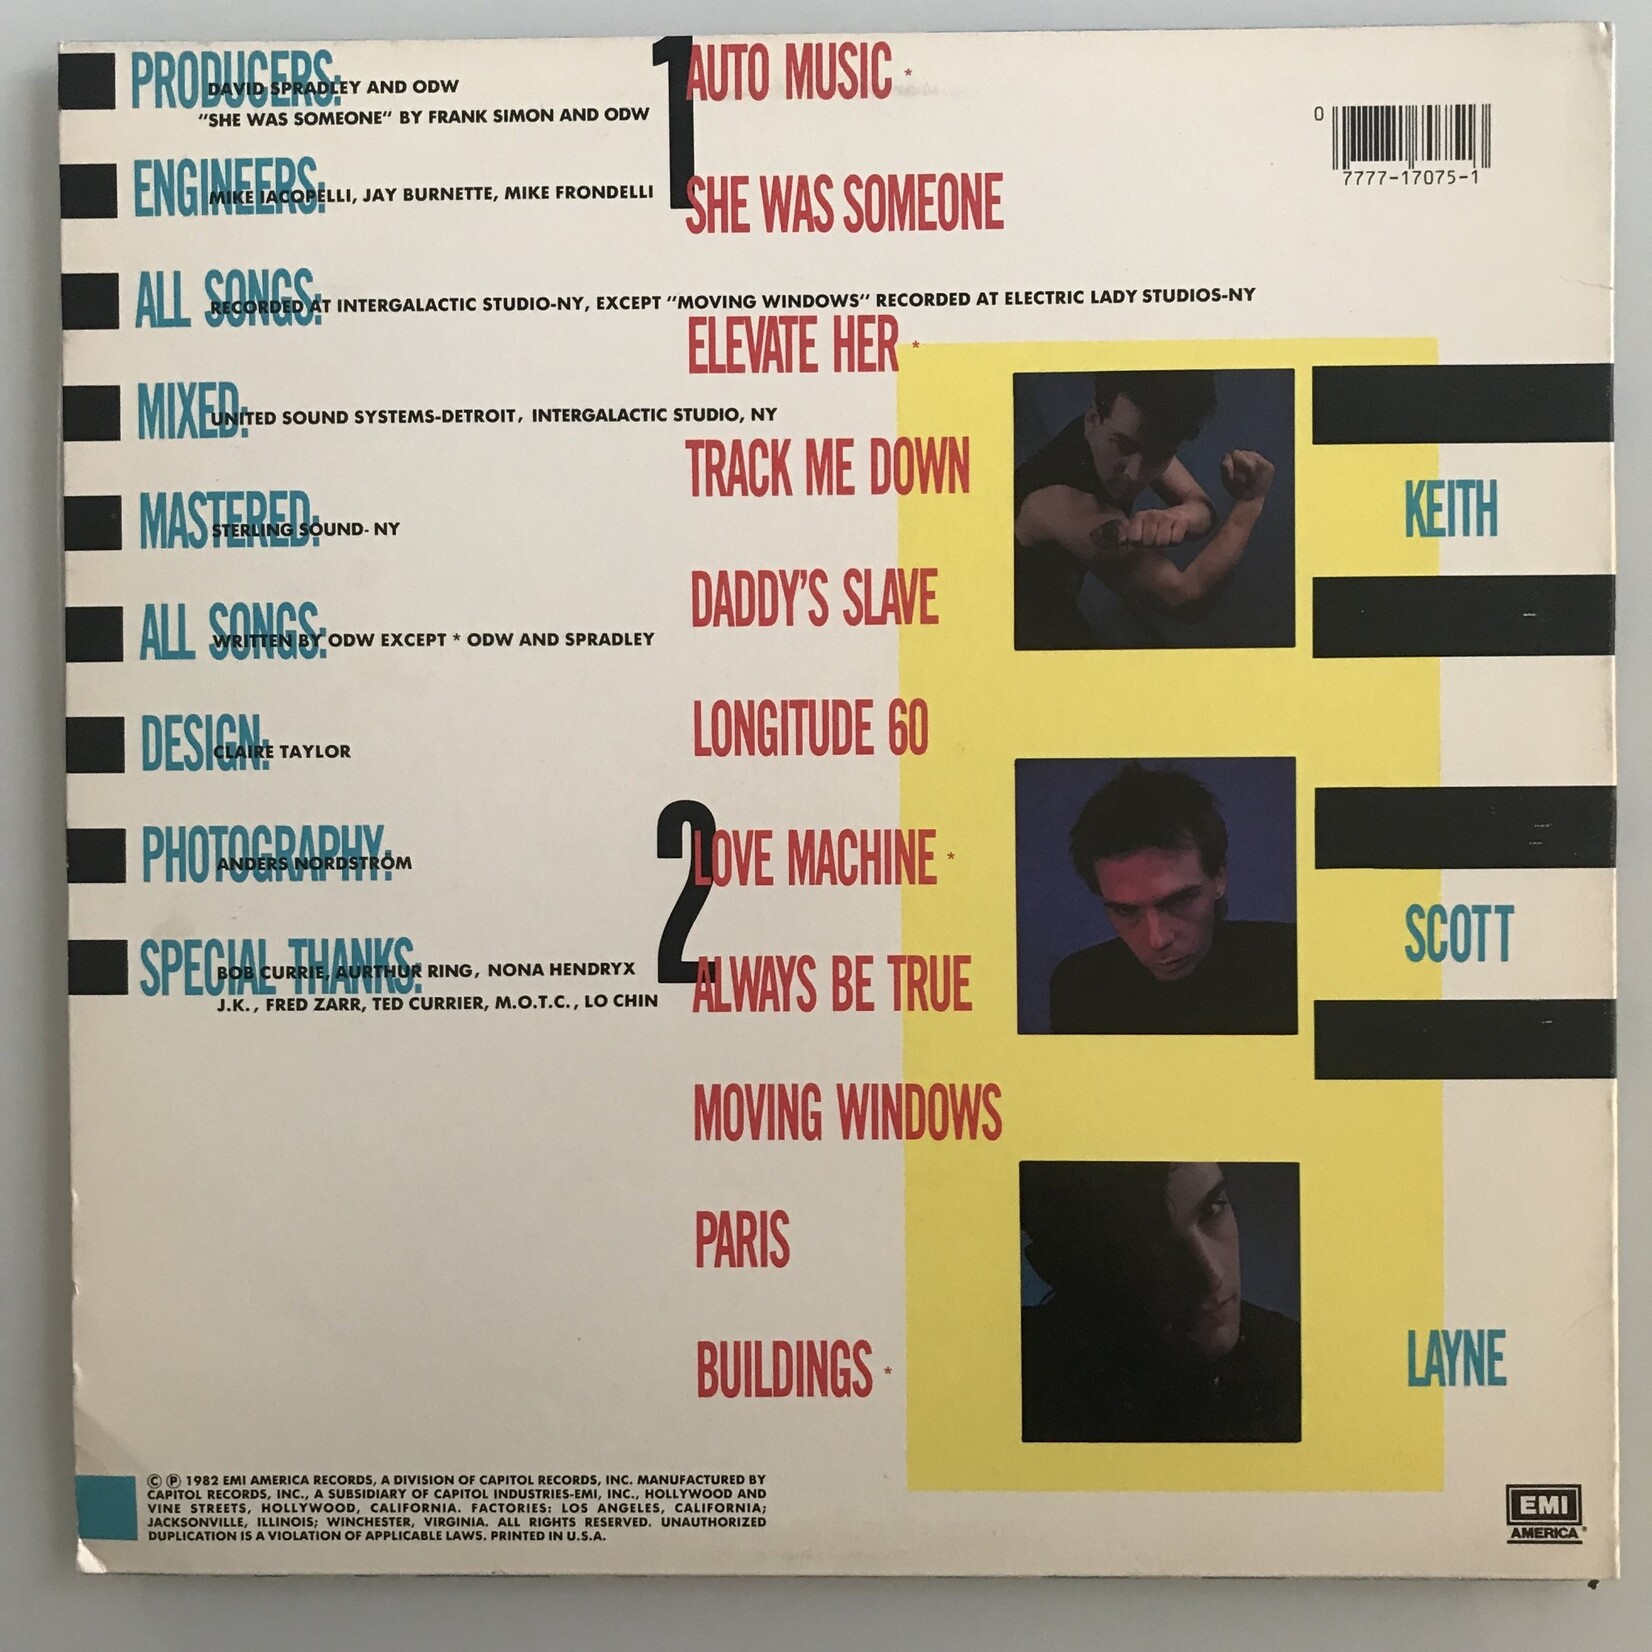 PRODUCERS:
DAVID SPRADLEY AND ODW
"SHE WAS SOMEONE" BY FRANK SIMON AND ODW
ENGINEERS:
MIKE IACOPELLI, JAY BURNETTE, MIKE FRONDELLI
ALL SONGS:
RECORDED AT INTERGALACTIC STUDIO-NY, EXCEPT "MOVING WINDOWS" RECORDED AT ELECTRIC LADY STUDIOS-NY
MIXED:
UNITED SOUND SYSTEMS-DETROIT, INTERGALACTIC STUDIO, NY
MASTERED:
STERLING SOUND- NY
ALL SONGS:
WRITTEN BY ODW EXCEPT * ODW AND SPRADLEY
DESIGN:
CLAIRE TAYLOR
PHOTOGRAPHY:
ANDERS NORDSTRÖM
SPECIAL THANKS:
BOB CURRIE, AURTHUR RING, NONA HENDRYX
J.K., FRED ZARR, TED CURRIER, M.O.T.C., LO CHIN
1
AUTO MUSIC *
SHE WAS SOMEONE
ELEVATE HER *
TRACK ME DOWN
DADDY'S SLAVE
LONGITUDE 60
2
LOVE MACHINE *
ALWAYS BE TRUE
MOVING WINDOWS
PARIS
BUILDINGS *
0
7777-17075-1
KEITH
SCOTT
LAYNE
© ℗ 1982 EMI AMERICA RECORDS, A DIVISION OF CAPITOL RECORDS, INC. MANUFACTURED BY
CAPITOL RECORDS, INC., A SUBSIDIARY OF CAPITOL INDUSTRIES-EMI, INC., HOLLYWOOD AND
VINE STREETS, HOLLYWOOD, CALIFORNIA. FACTORIES: LOS ANGELES, CALIFORNIA;
JACKSONVILLE, ILLINOIS; WINCHESTER, VIRGINIA. ALL RIGHTS RESERVED. UNAUTHORIZED
DUPLICATION IS A VIOLATION OF APPLICABLE LAWS. PRINTED IN U.S.A.
EMI
AMERICA®